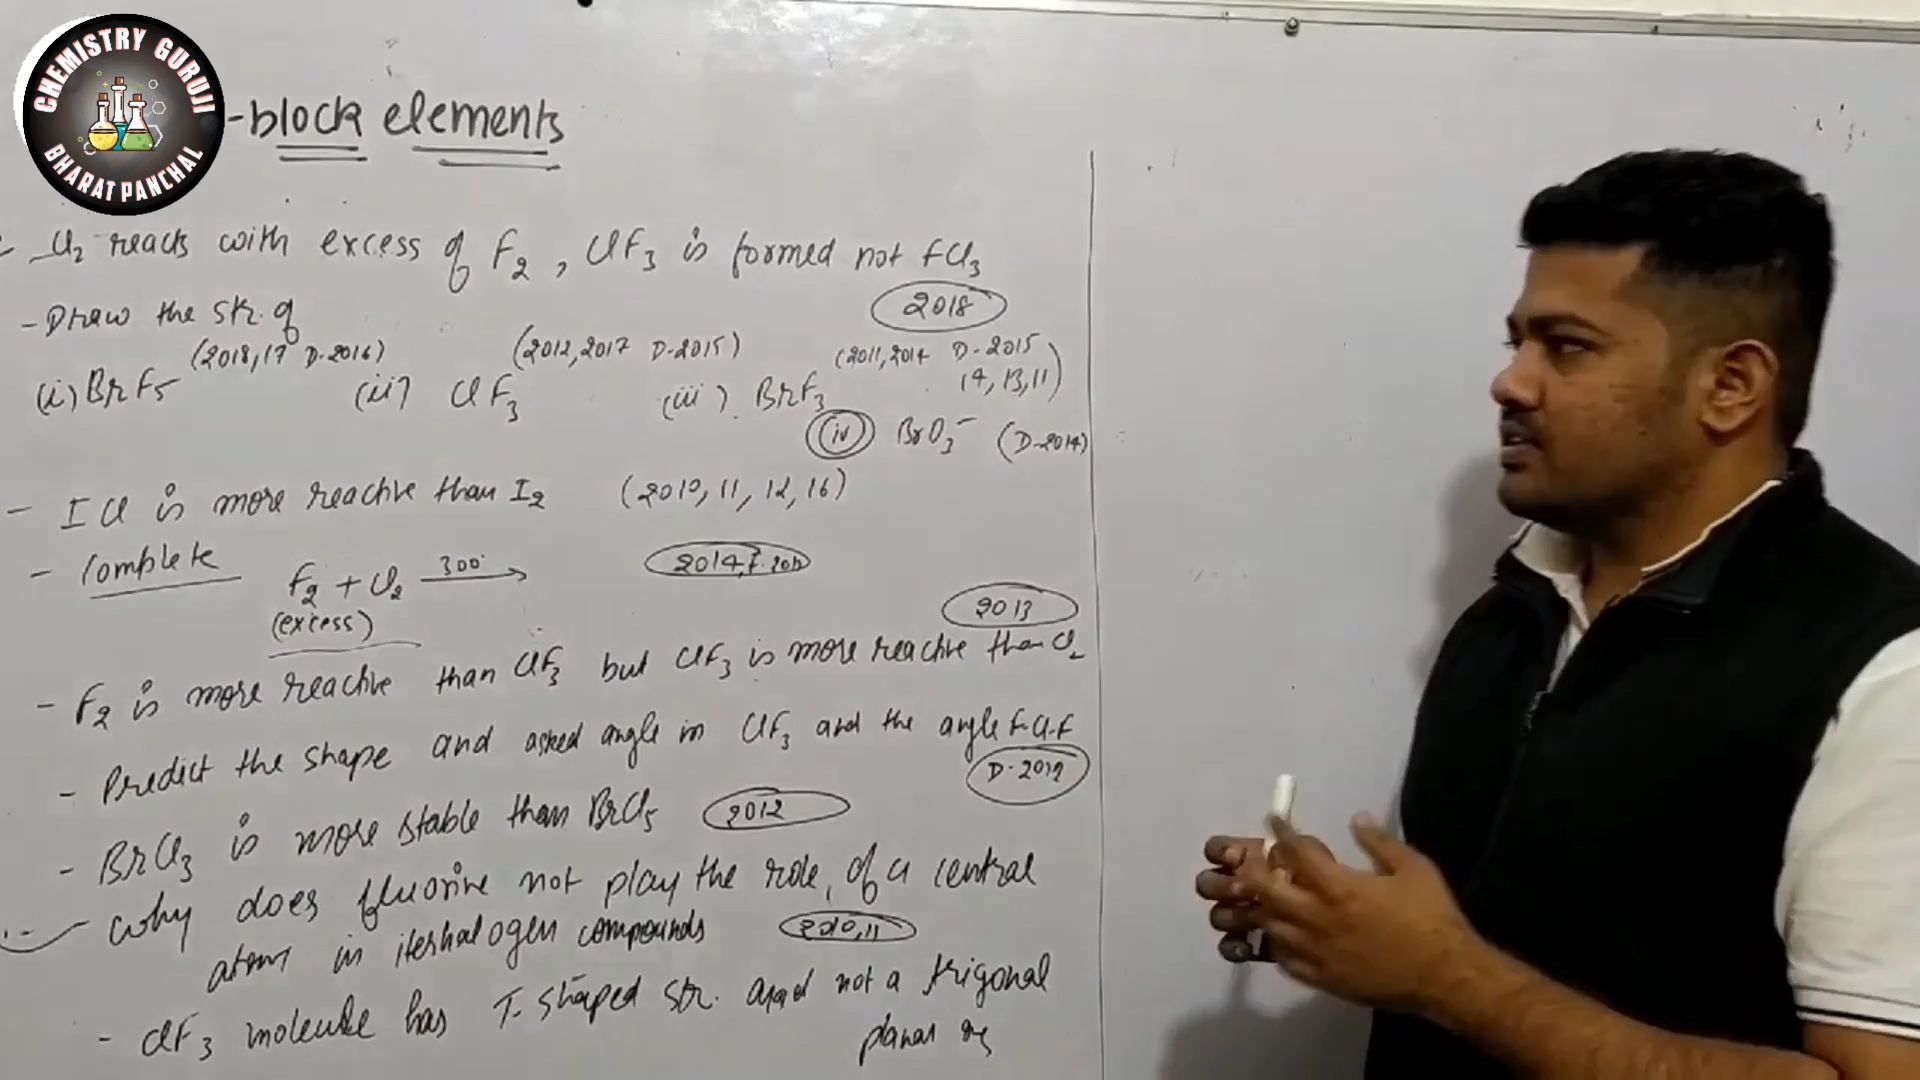 CHEMISTRY GURUJI
BHARAT PANCHAL
-block elements
Cl2 reacts with excess of F2, ClF3 is formed not FCl3
2018
- Draw the str. of
(2018,17 D-2016) (2012,2017 D-2015) (2011,2014 D-2015
14, 13,11)
(i) BrF5 (ii) ClF3 (iii) BrF3
(iv) BrO3- (D-2014)
- ICl is more reactive than I2 (2010, 11, 12, 16)
- Complete F2 + Cl2 300° 2014,
(excess)
2013
- F2 is more reactive than ClF3 but ClF3 is more reactive than Cl2
- Predict the shape and asked angle in ClF3 and the angle F-Cl-F
D-2012
- BrCl3 is more stable than BrCl5 2012
- Why does fluorine not play the role of a central
atom in iterhalogen compounds 2010,11
- ClF3 molecule has T-shaped str. and not a trigonal
planar